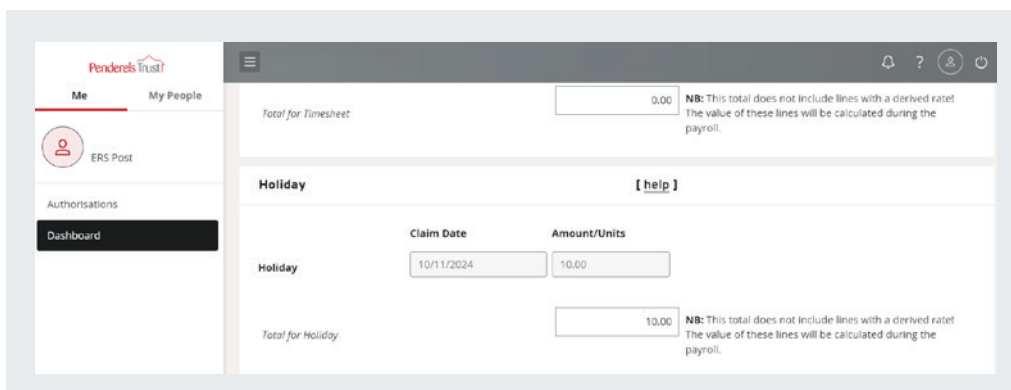 Penderels Trust
Me My People
ERS Post
Authorisations
Dashboard
?
Total for Timesheet 0.00 NB: This total does not include lines with a derived rate!
The value of these lines will be calculated during the
payroll.
Holiday [ help ]
Claim Date Amount/Units
Holiday 10/11/2024 10.00
Total for Holiday 10.00 NB: This total does not include lines with a derived rate!
The value of these lines will be calculated during the
payroll.